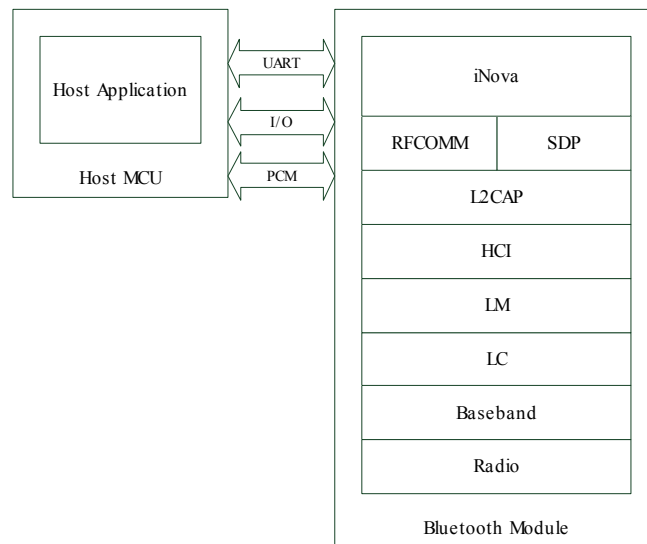 Host Application
Host MCU
UART
I/O
PCM
iNova
RFCOMM
SDP
L2CAP
HCI
LM
LC
Baseband
Radio
Bluetooth Module